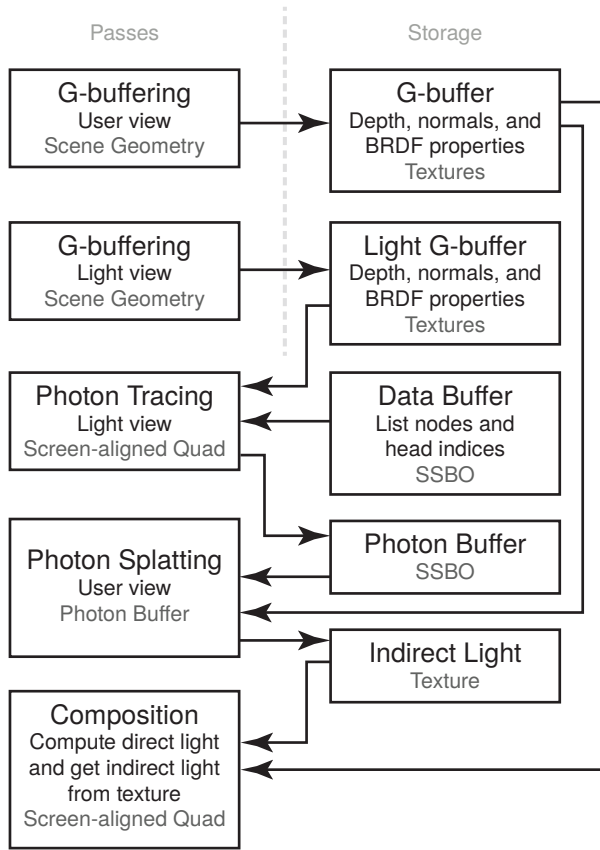 Passes
Storage
G-buffering
User view
Scene Geometry
G-buffer
Depth, normals, and
BRDF properties
Textures
G-buffering
Light view
Scene Geometry
Light G-buffer
Depth, normals, and
BRDF properties
Textures
Photon Tracing
Light view
Screen-aligned Quad
Data Buffer
List nodes and
head indices
SSBO
Photon Splatting
User view
Photon Buffer
Photon Buffer
SSBO
Indirect Light
Texture
Composition
Compute direct light
and get indirect light
from texture
Screen-aligned Quad